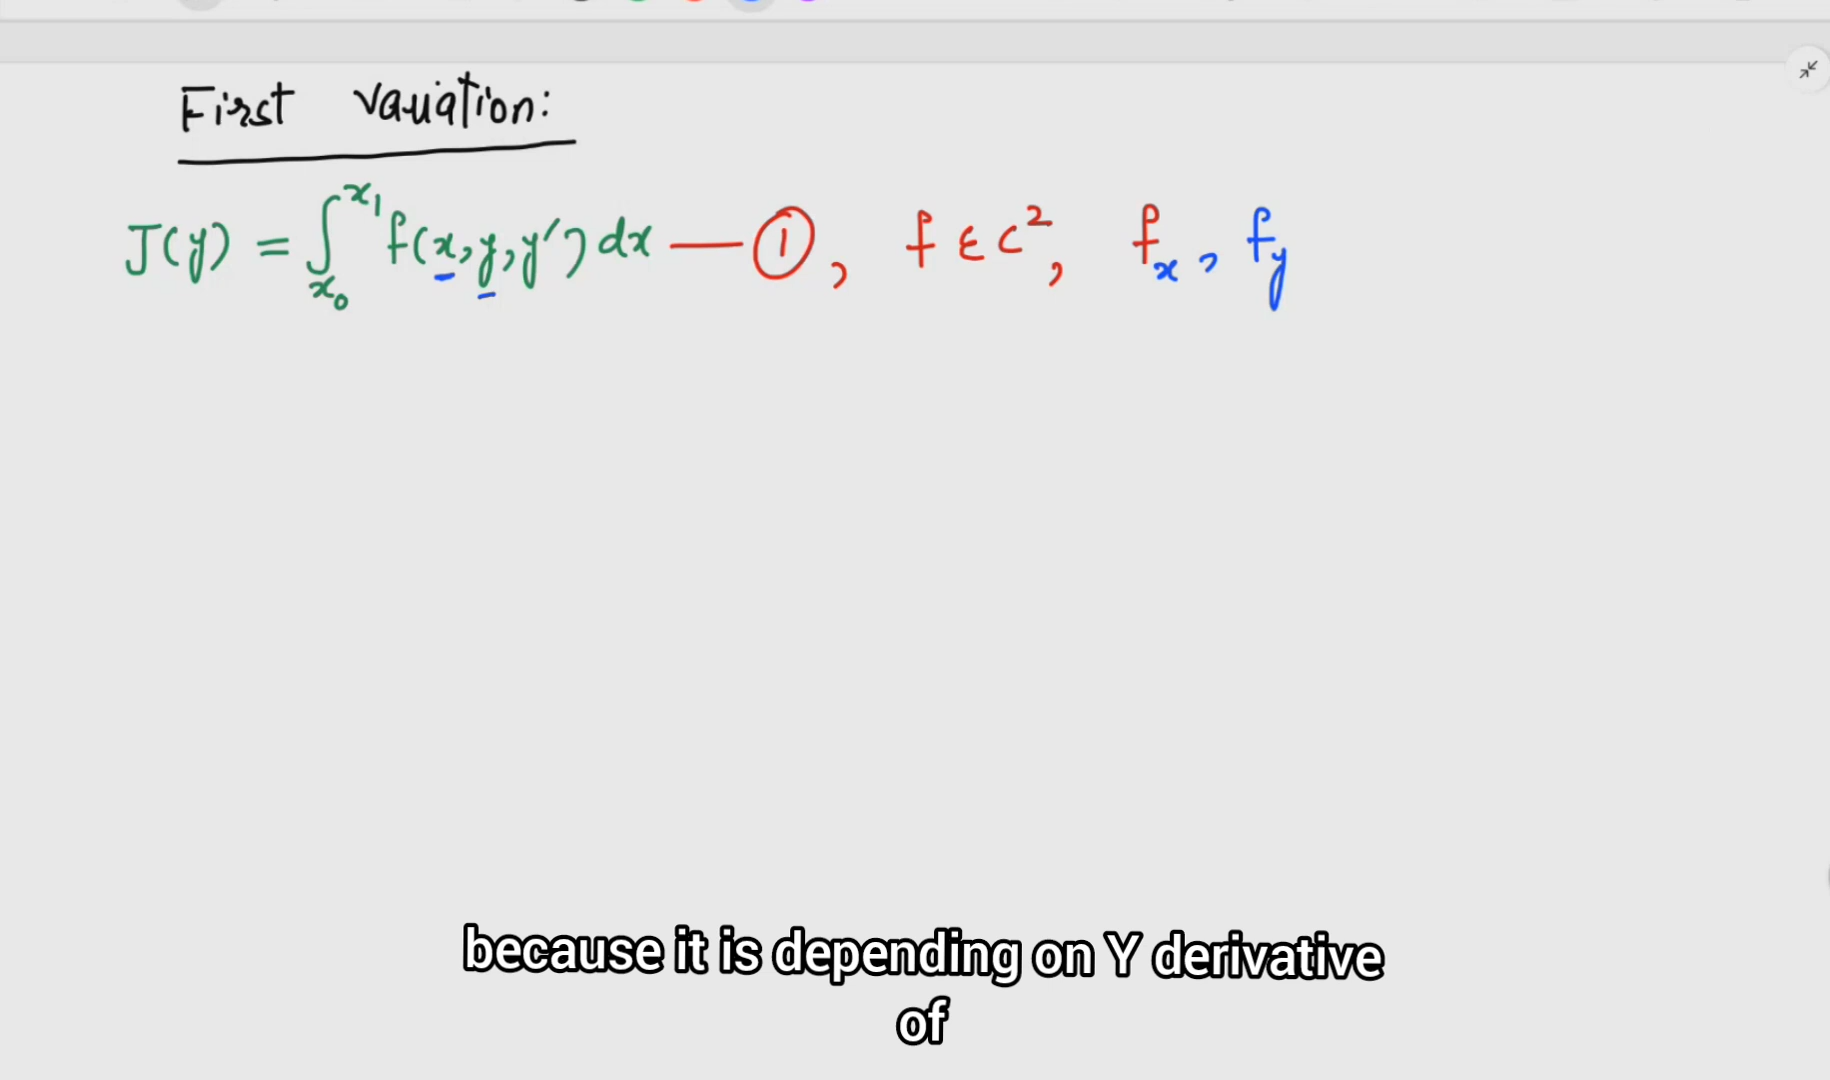 First variation:
J(y) = ∫_{x₀}^{x₁} f(x, y, y′) dx — ①, f ∈ C², f_x, f_y
because it is depending on Y derivative
of